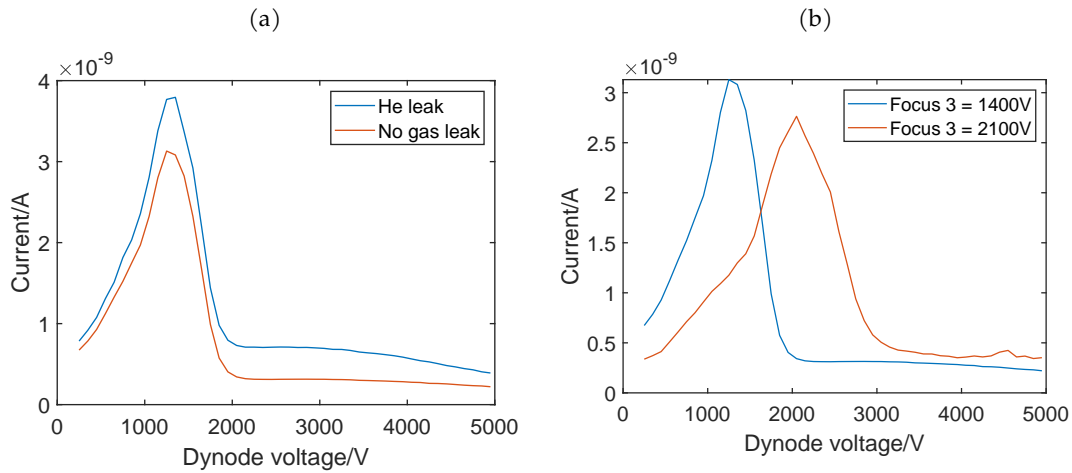 (a)
×10⁻⁹
4
3
2
1
0
Current/A
0
1000
2000
3000
4000
5000
Dynode voltage/V
He leak
No gas leak
(b)
×10⁻⁹
3
2.5
2
1.5
1
0.5
0
Current/A
0
1000
2000
3000
4000
5000
Dynode voltage/V
Focus 3 = 1400V
Focus 3 = 2100V